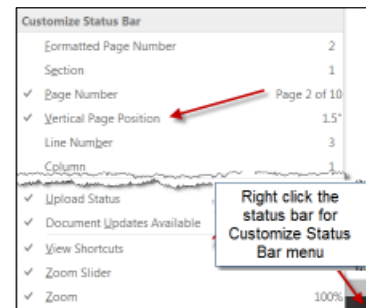 Customize Status Bar
Formatted Page Number 2
Section 1
✓ Page Number Page 2 of 10
✓ Vertical Page Position 1.5"
Line Number 3
Column 1
✓ Upload Status
✓ Document Updates Available
✓ View Shortcuts
✓ Zoom Slider
✓ Zoom 100%
Right click the
status bar for
Customize Status
Bar menu